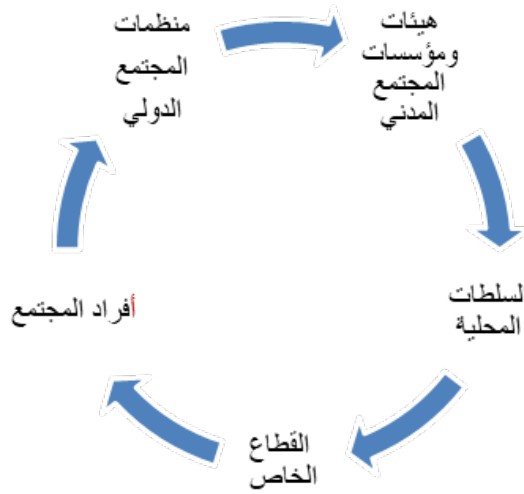 هيئات
ومؤسسات
المجتمع
المدني
لسلطات
المحلية
القطاع
الخاص
أفراد المجتمع
منظمات
المجتمع
الدولي